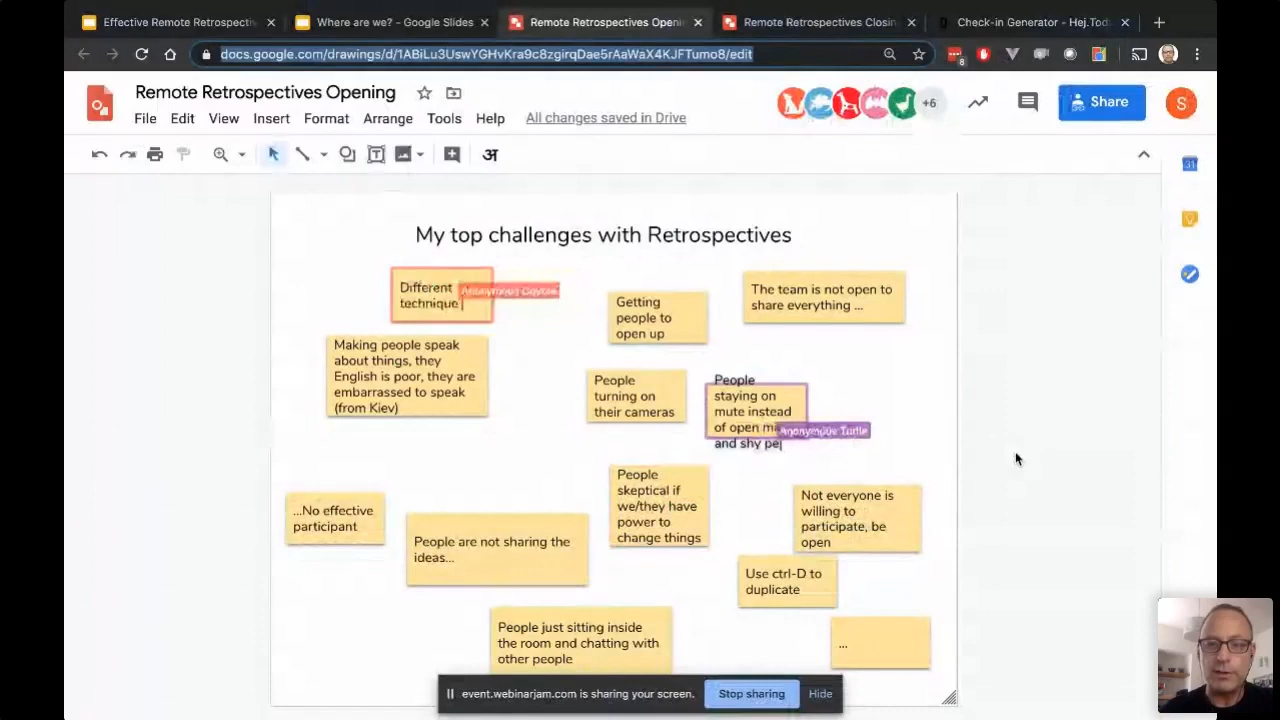 Effective Remote Retrospectiv
Where are we? - Google Slides
Remote Retrospectives Openin
Remote Retrospectives Closin
Check-in Generator - Hej.Tod
docs.google.com/drawings/d/1ABiLu3UswYGHvKra9c8zgirqDae5rAaWaX4KJFTumo8/edit
8
Remote Retrospectives Opening
+6
Share
S
File Edit View Insert Format Arrange Tools Help All changes saved in Drive
अ
31
My top challenges with Retrospectives
Different
technique
Getting
people to
open up
The team is not open to
share everything ...
Making people speak
about things, they
English is poor, they are
embarrassed to speak
(from Kiev)
People
turning on
their cameras
People
staying on
mute instead
of open m
and shy pe
Anonymous Turtle
...No effective
participant
People are not sharing the
ideas...
People
skeptical if
we/they have
power to
change things
Not everyone is
willing to
participate, be
open
Use ctrl-D to
duplicate
People just sitting inside
the room and chatting with
other people
...
event.webinarjam.com is sharing your screen.
Stop sharing
Hide